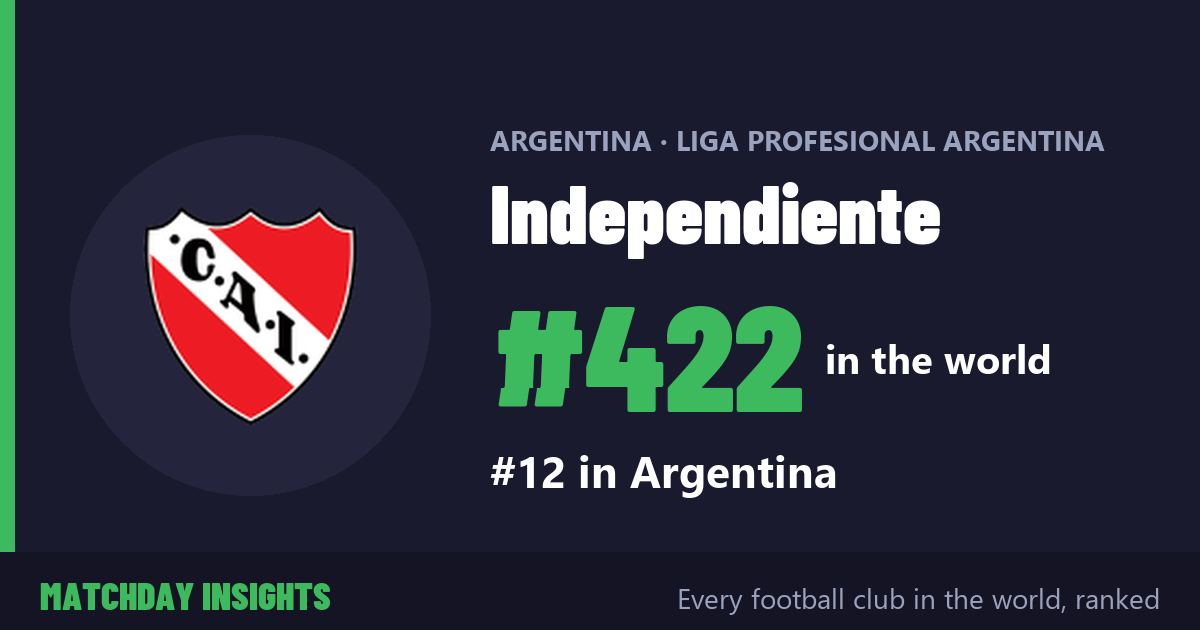 ARGENTINA · LIGA PROFESIONAL ARGENTINA
Independiente
#422 in the world
#12 in Argentina
·C.A.I.
MATCHDAY INSIGHTS
Every football club in the world, ranked